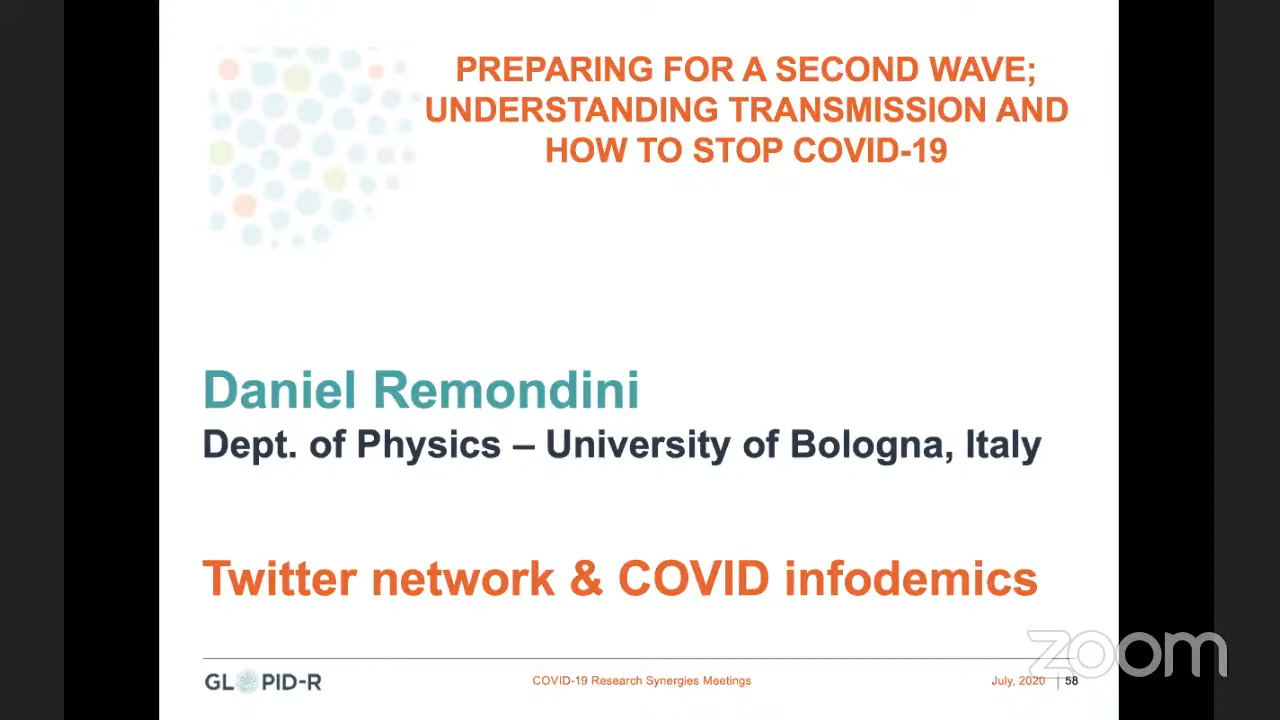 PREPARING FOR A SECOND WAVE;
UNDERSTANDING TRANSMISSION AND
HOW TO STOP COVID-19
Daniel Remondini
Dept. of Physics – University of Bologna, Italy
Twitter network & COVID infodemics
zoom
GLOPID-R
COVID-19 Research Synergies Meetings
July, 2020 | 58